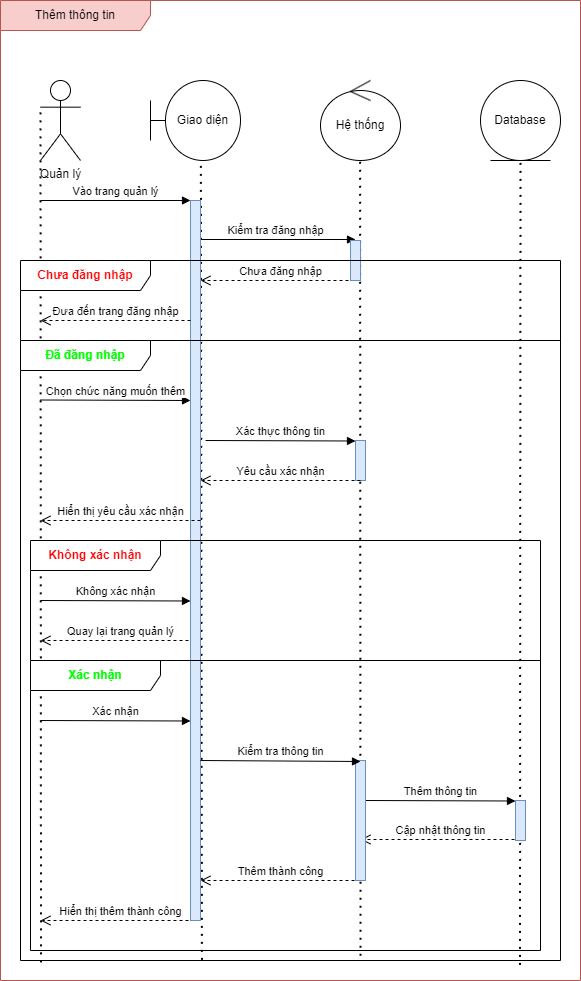 Thêm thông tin
Quản lý
Giao diện
Hệ thống
Database
Vào trang quản lý
Kiểm tra đăng nhập
Chưa đăng nhập
Chưa đăng nhập
Đưa đến trang đăng nhập
Đã đăng nhập
Chọn chức năng muốn thêm
Xác thực thông tin
Yêu cầu xác nhận
Hiển thị yêu cầu xác nhận
Không xác nhận
Không xác nhận
Quay lại trang quản lý
Xác nhận
Xác nhận
Kiểm tra thông tin
Thêm thông tin
Cập nhật thông tin
Thêm thành công
Hiển thị thêm thành công